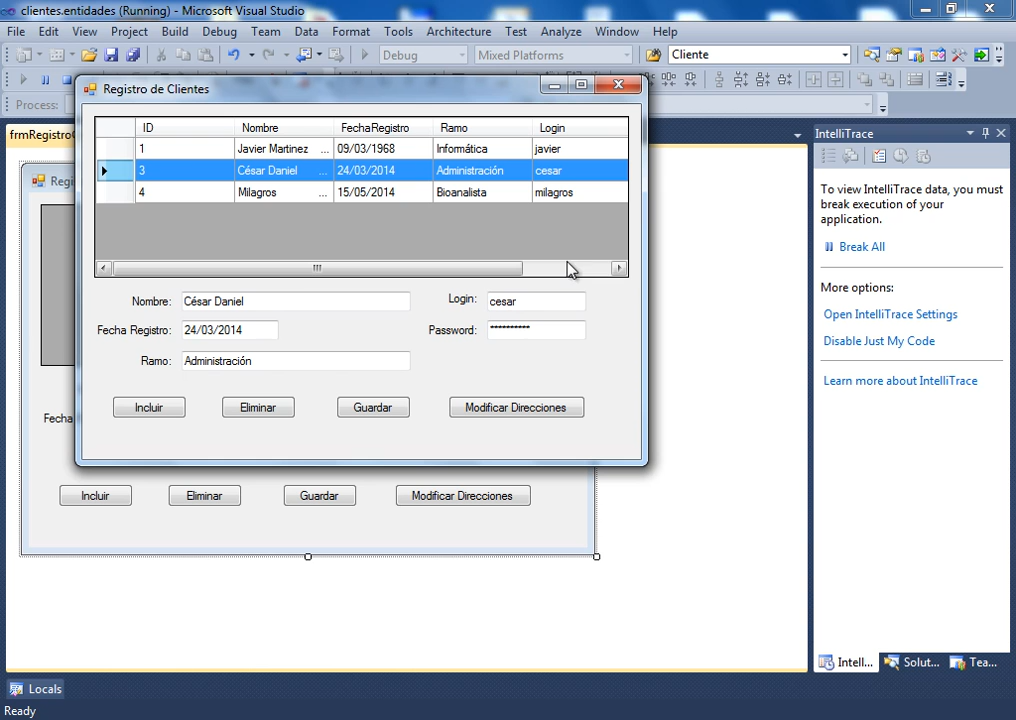 clientes.entidades (Running) - Microsoft Visual Studio
File Edit View Project Build Debug Team Data Format Tools Architecture Test Analyze Window Help
Debug Mixed Platforms Cliente
Process:
frmRegistroC
Registro de Clientes
ID Nombre FechaRegistro Ramo Login
1 Javier Martinez ... 09/03/1968 Informática javier
3 César Daniel ... 24/03/2014 Administración cesar
4 Milagros ... 15/05/2014 Bioanalista milagros
Nombre: César Daniel Login: cesar
Fecha Registro: 24/03/2014 Password: **********
Ramo: Administración
Incluir Eliminar Guardar Modificar Direcciones
Regi
Fecha
Incluir Eliminar Guardar Modificar Direcciones
IntelliTrace
To view IntelliTrace data, you must
break execution of your
application.
Break All
More options:
Open IntelliTrace Settings
Disable Just My Code
Learn more about IntelliTrace
Intell... Solut... Tea...
Locals
Ready